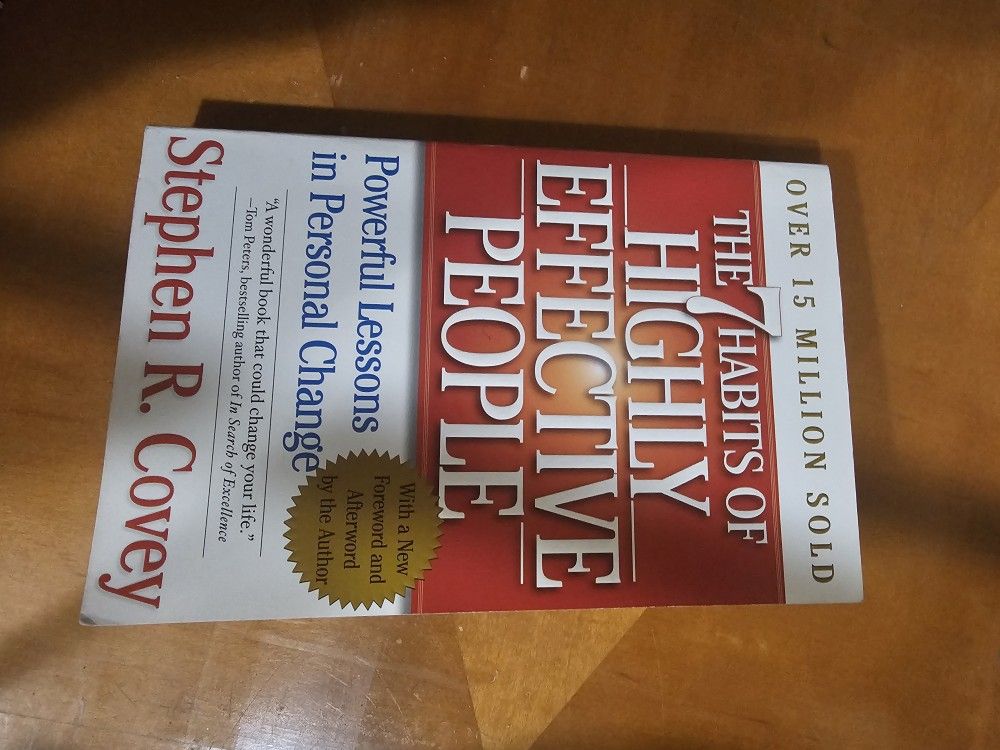 OVER 15 MILLION SOLD
THE 7 HABITS OF
HIGHLY
EFFECTIVE
PEOPLE
Powerful Lessons
in Personal Change
With a New
Foreword and
Afterword
by the Author
“A wonderful book that could change your life.”
—Tom Peters, bestselling author of In Search of Excellence
Stephen R. Covey